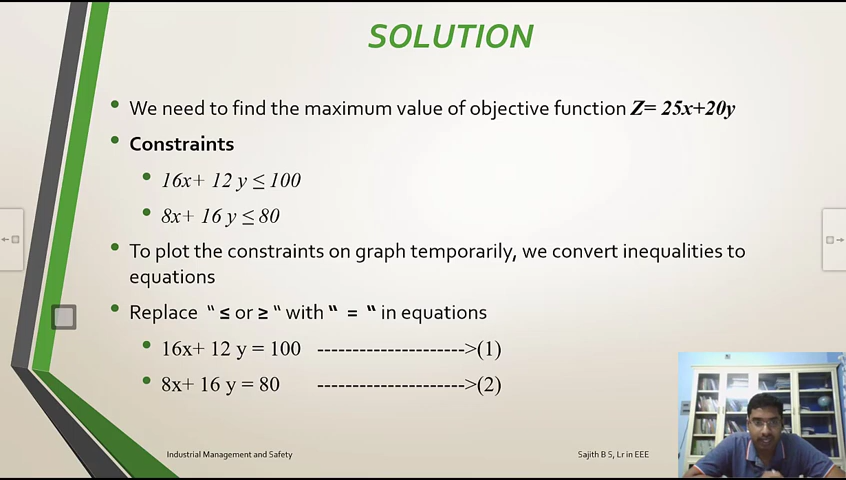 SOLUTION
• We need to find the maximum value of objective function Z= 25x+20y
• Constraints
• 16x+ 12 y ≤ 100
• 8x+ 16 y ≤ 80
• To plot the constraints on graph temporarily, we convert inequalities to
equations
• Replace “ ≤ or ≥ “ with “ = “ in equations
• 16x+ 12 y = 100 ---------------------->(1)
• 8x+ 16 y = 80 ---------------------->(2)
Industrial Management and Safety
Sajith B S, Lr in EEE